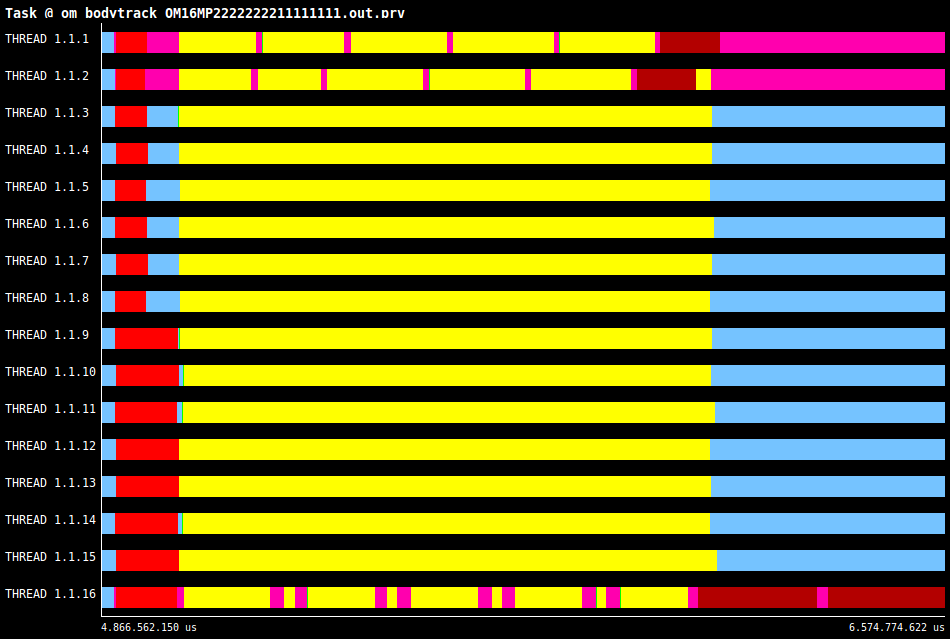 Task @ om bodytrack OM16MP2222222211111111.out.prv
THREAD 1.1.1
THREAD 1.1.2
THREAD 1.1.3
THREAD 1.1.4
THREAD 1.1.5
THREAD 1.1.6
THREAD 1.1.7
THREAD 1.1.8
THREAD 1.1.9
THREAD 1.1.10
THREAD 1.1.11
THREAD 1.1.12
THREAD 1.1.13
THREAD 1.1.14
THREAD 1.1.15
THREAD 1.1.16
4.866.562.150 us 6.574.774.622 us